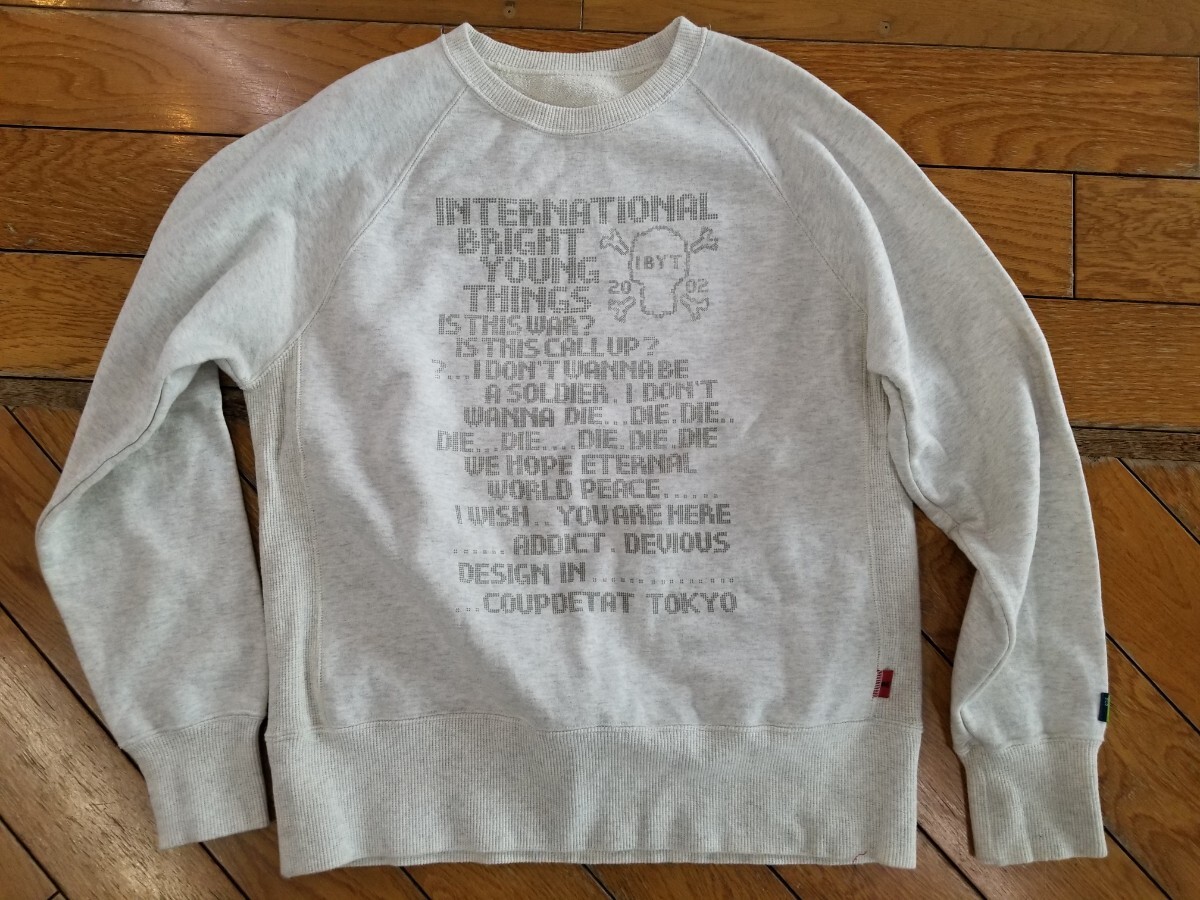 INTERNATIONAL
BRIGHT
YOUNG
THINGS
IBYT
20 02
IS THIS WAR?
IS THIS CALL UP?
?...I DON'T WANNA BE
A SOLDIER. I DON'T
WANNA DIE...DIE.DIE..
DIE...DIE....DIE.DIE.DIE
WE HOPE ETERNAL
WORLD PEACE......
I WISH.. YOU ARE HERE
...... ADDICT. DEVIOUS
DESIGN IN ...............
...COUPDETAT TOKYO